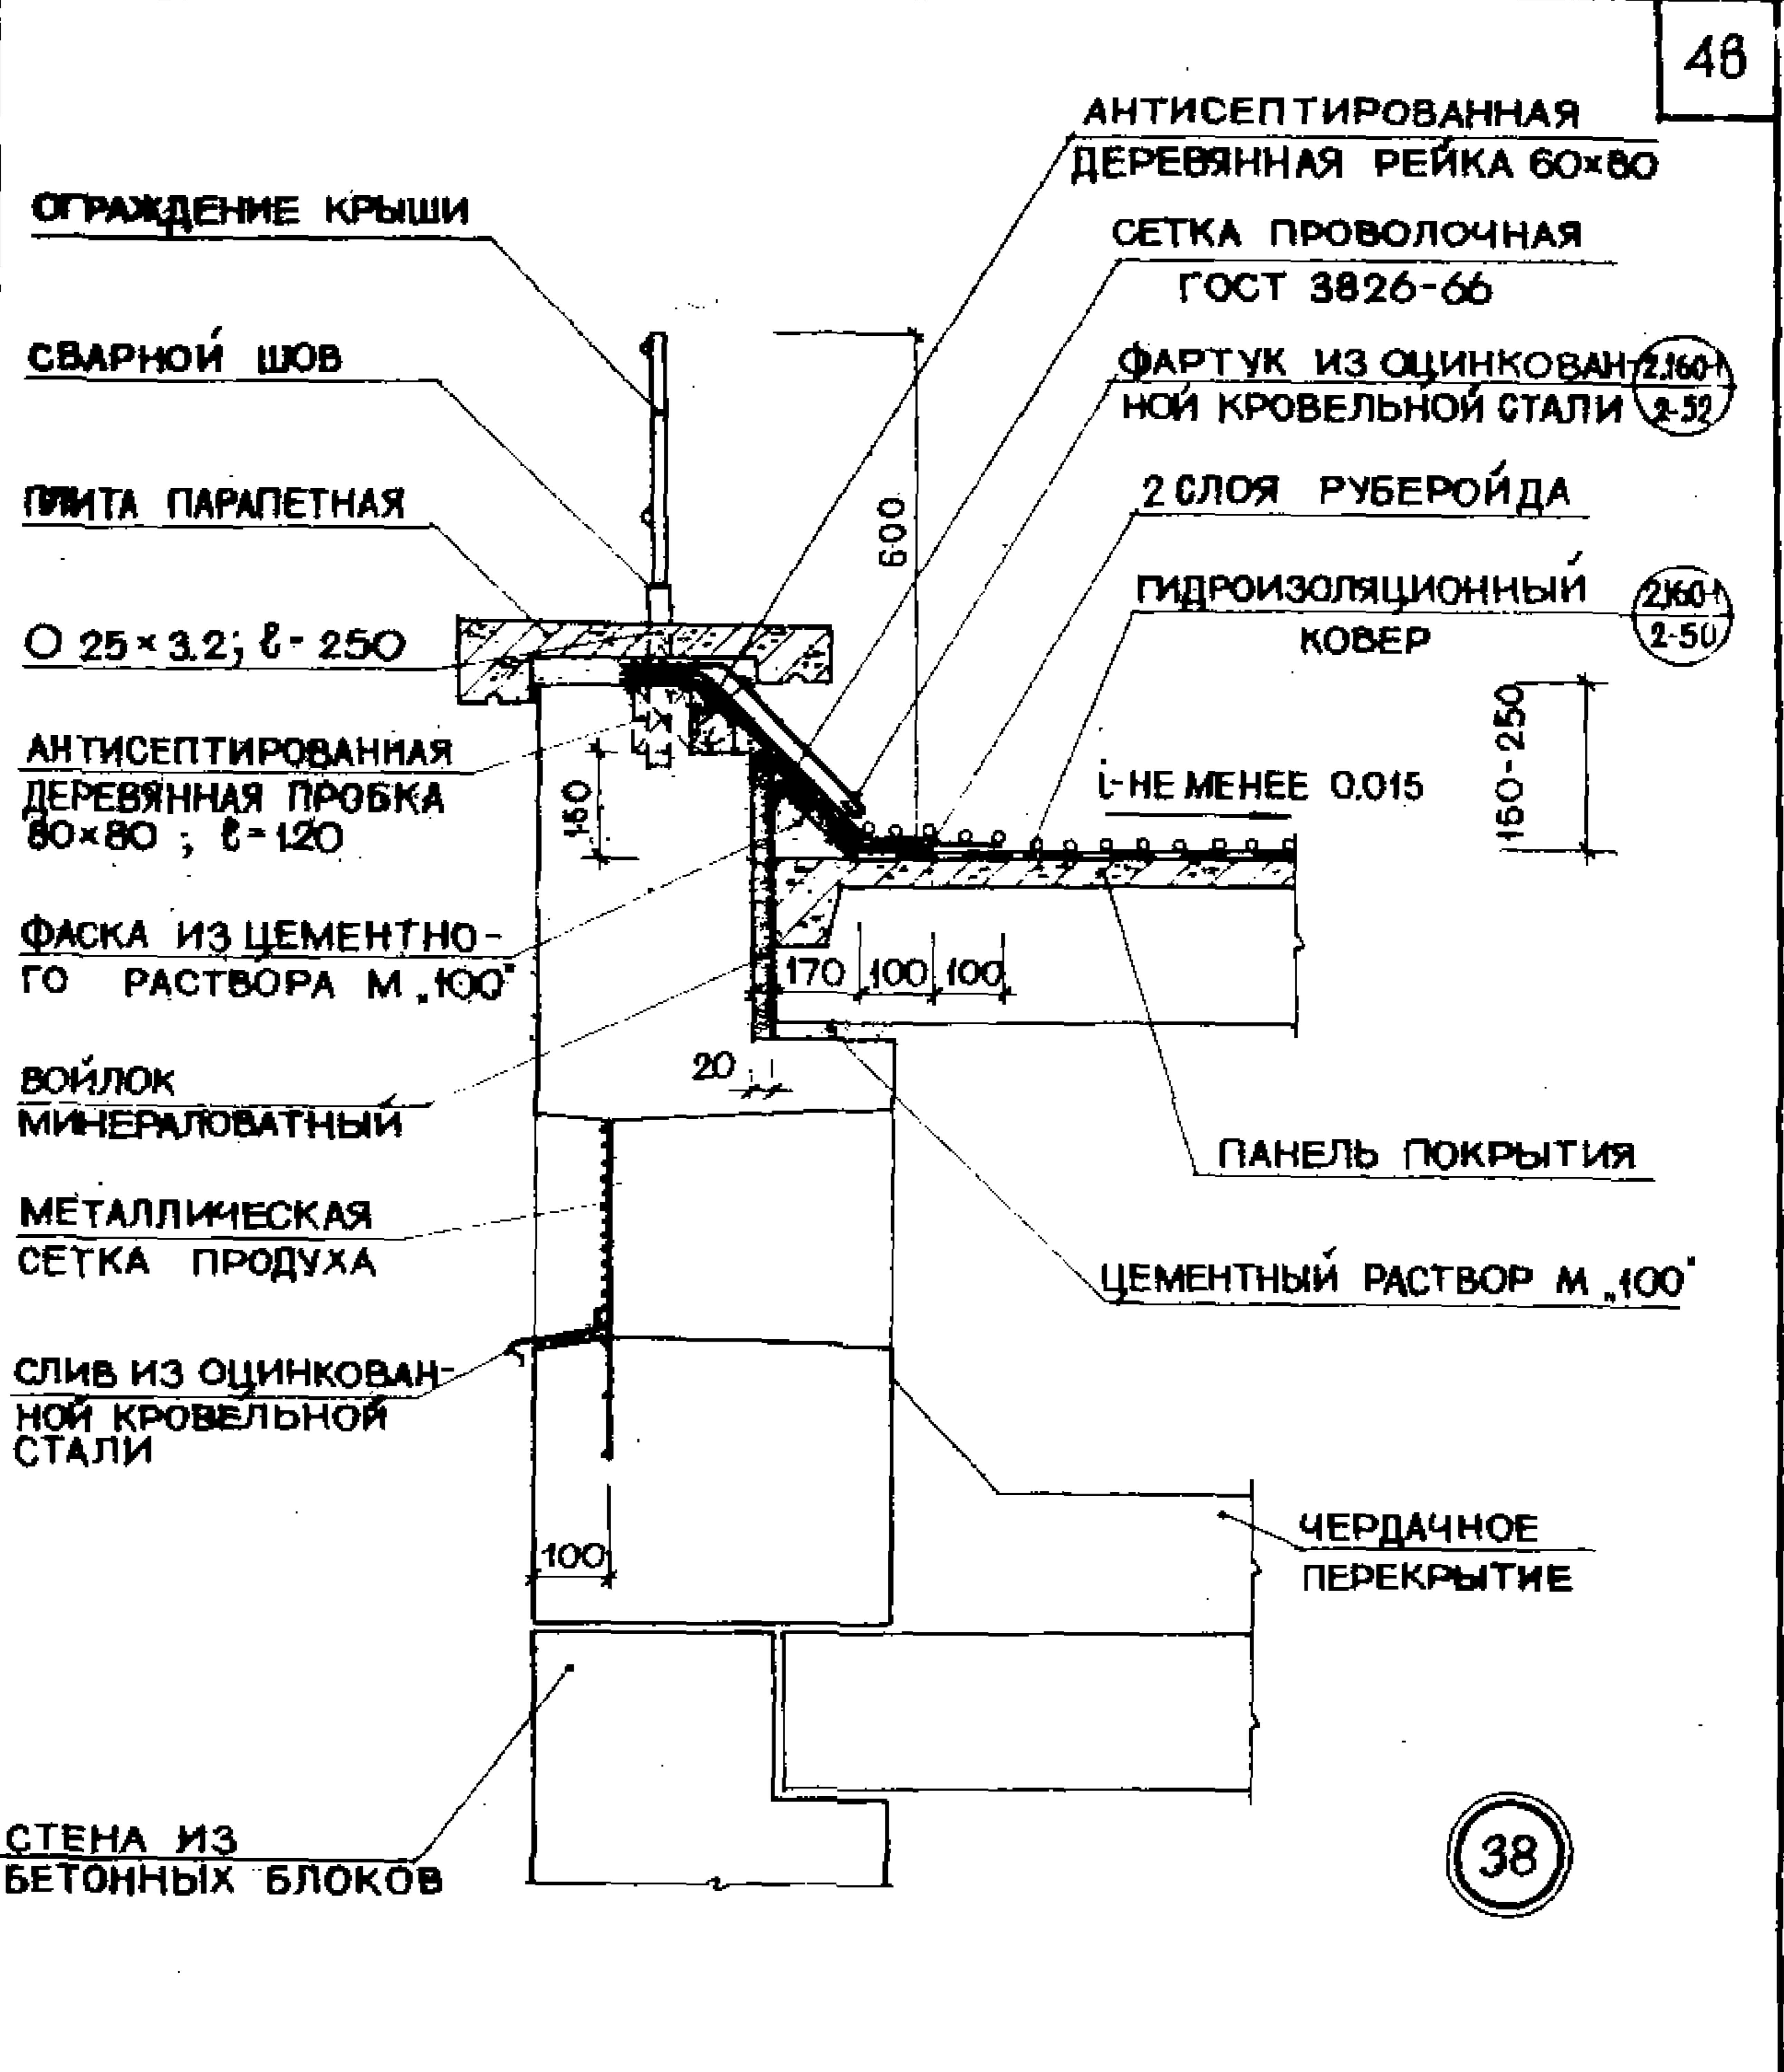 46
АНТИСЕПТИРОВАННАЯ
ДЕРЕВЯННАЯ РЕЙКА 60×80
СЕТКА ПРОВОЛОЧНАЯ
ГОСТ 3826-66
ФАРТУК ИЗ ОЦИНКОВАН-
НОЙ КРОВЕЛЬНОЙ СТАЛИ
2.160-1
2-52
2 СЛОЯ РУБЕРОЙДА
ГИДРОИЗОЛЯЦИОННЫЙ
КОВЕР
2.160-1
2-50
ОГРАЖДЕНИЕ КРЫШИ
СВАРНОЙ ШОВ
ПЛИТА ПАРАПЕТНАЯ
О 25×3.2; ℓ-250
АНТИСЕПТИРОВАННАЯ
ДЕРЕВЯННАЯ ПРОБКА
80×80 ; ℓ=120
ФАСКА ИЗ ЦЕМЕНТНО-
ГО РАСТВОРА М „100"
ВОЙЛОК
МИНЕРАЛОВАТНЫЙ
МЕТАЛЛИЧЕСКАЯ
СЕТКА ПРОДУХА
СЛИВ ИЗ ОЦИНКОВАН-
НОЙ КРОВЕЛЬНОЙ
СТАЛИ
СТЕНА ИЗ
БЕТОННЫХ БЛОКОВ
600
150
i-НЕ МЕНЕЕ 0.015
150-250
170 100 100
20
ПАНЕЛЬ ПОКРЫТИЯ
ЦЕМЕНТНЫЙ РАСТВОР М „100"
100
ЧЕРДАЧНОЕ
ПЕРЕКРЫТИЕ
38